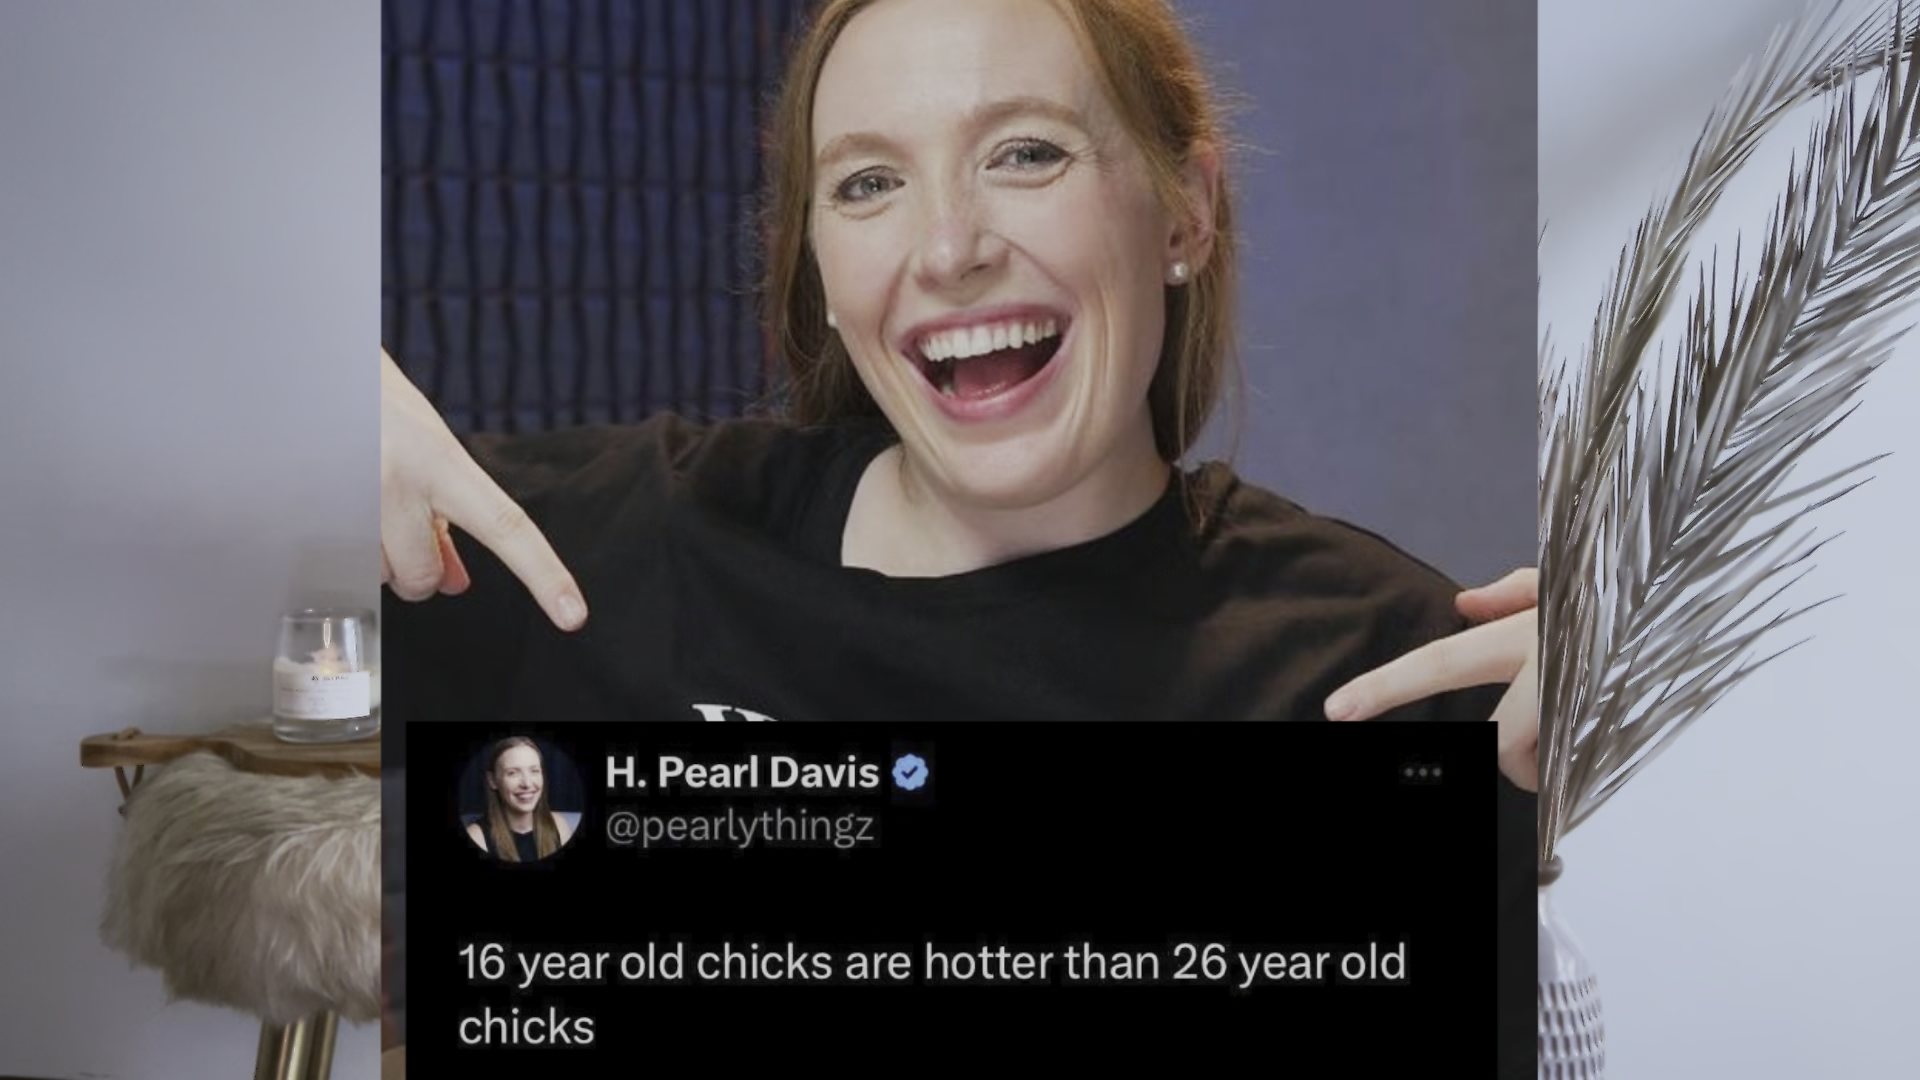 H. Pearl Davis
@pearlythingz
16 year old chicks are hotter than 26 year old
chicks